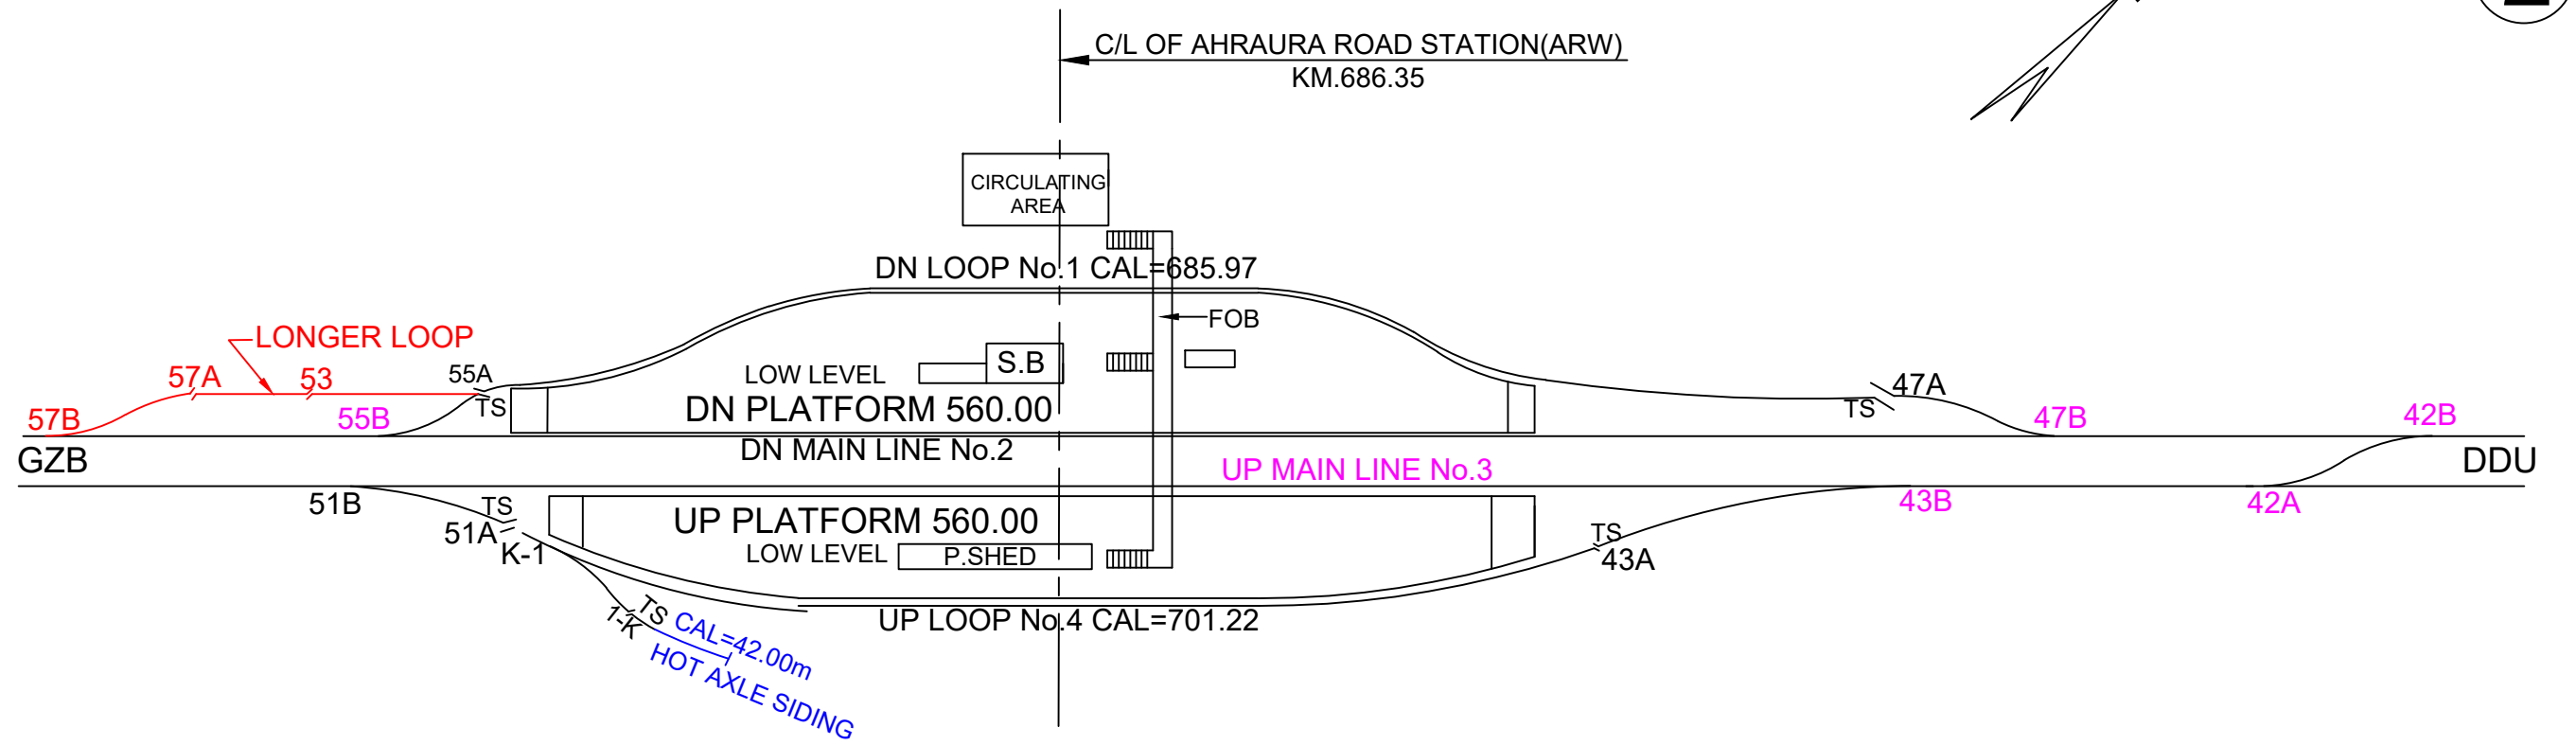 C/L OF AHRAURA ROAD STATION(ARW)
KM.686.35
CIRCULATING
AREA
DN LOOP No.1 CAL=685.97
FOB
LONGER LOOP
57A
53
55A
S.B
LOW LEVEL
47A
TS
TS
57B
55B
DN PLATFORM 560.00
47B
42B
DN MAIN LINE No.2
GZB
DDU
UP MAIN LINE No.3
51B
TS
43B
42A
51A
UP PLATFORM 560.00
TS
K-1
LOW LEVEL
P.SHED
43A
TS
1-K
CAL=42.00m
UP LOOP No.4 CAL=701.22
HOT AXLE SIDING